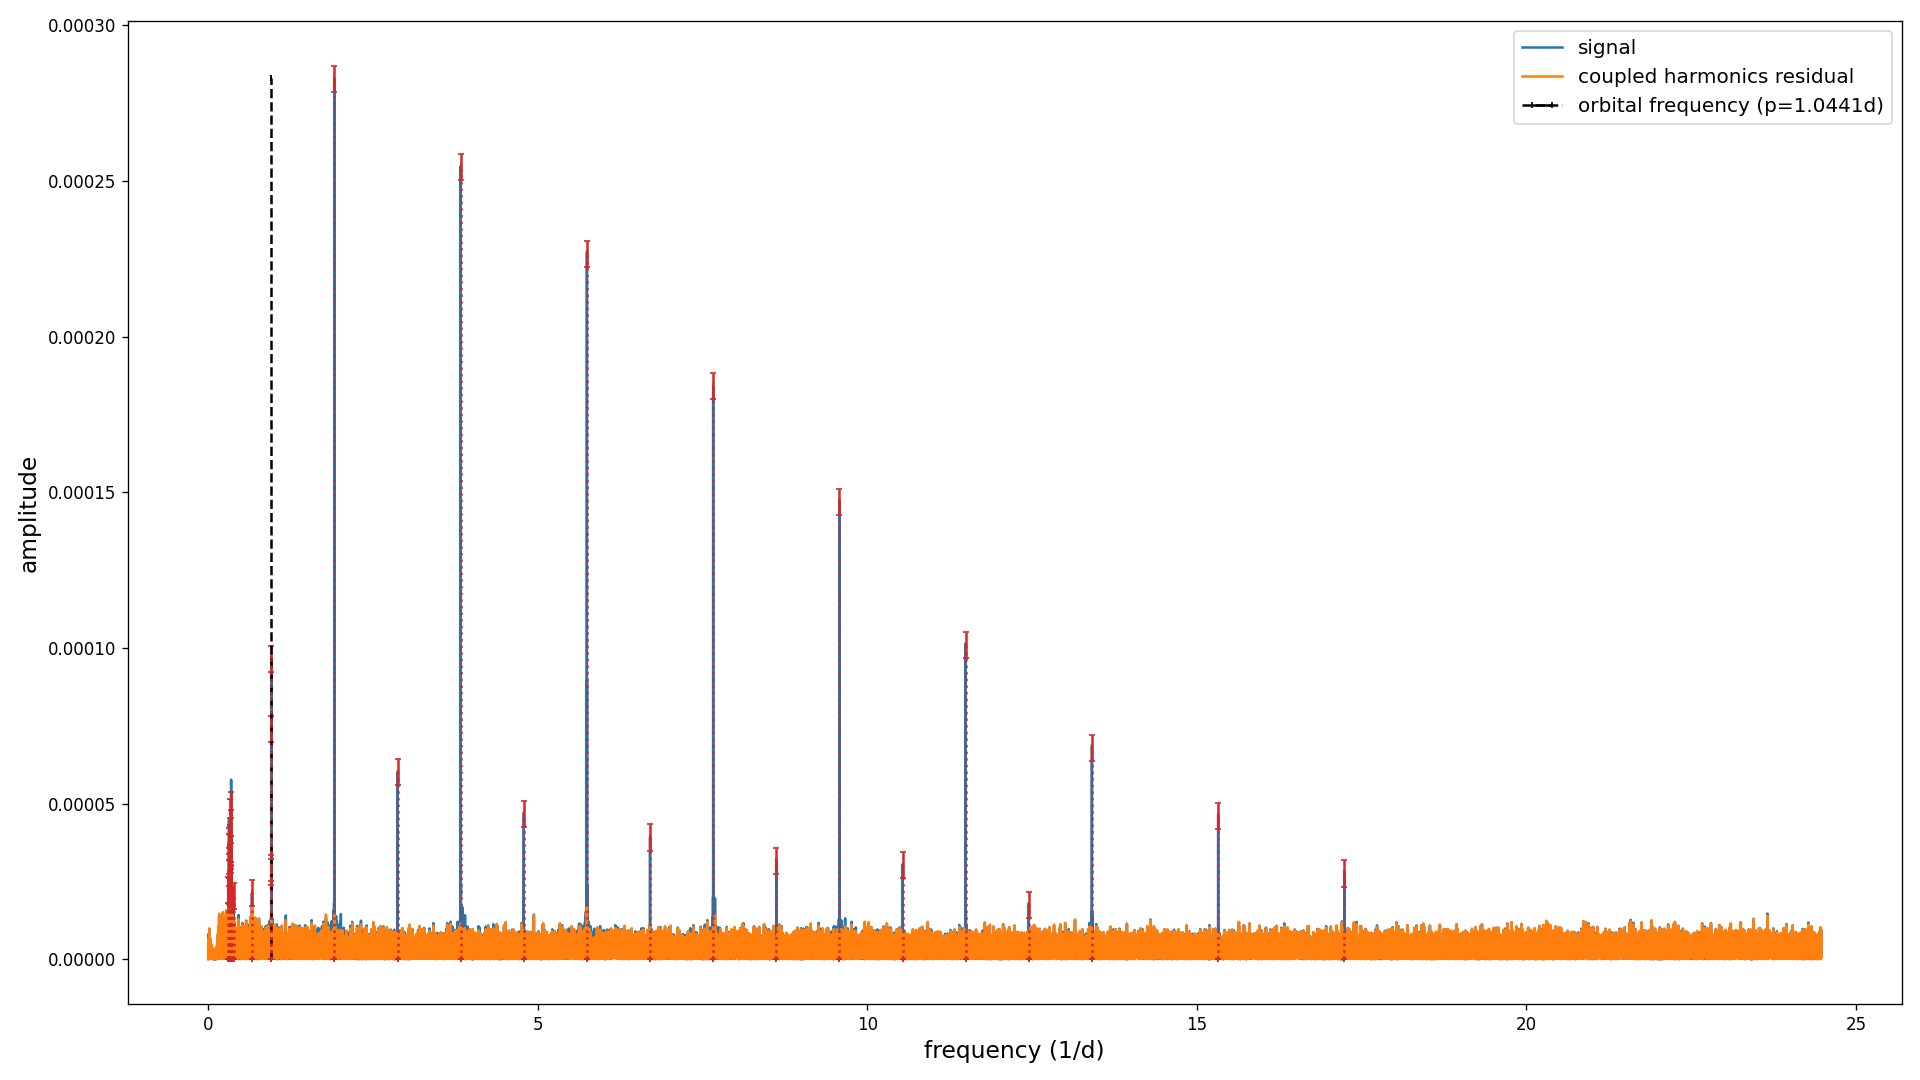 0.00030
0.00025
0.00020
0.00015
0.00010
0.00005
0.00000
amplitude
signal
coupled harmonics residual
orbital frequency (p=1.0441d)
0 5 10 15 20 25
frequency (1/d)